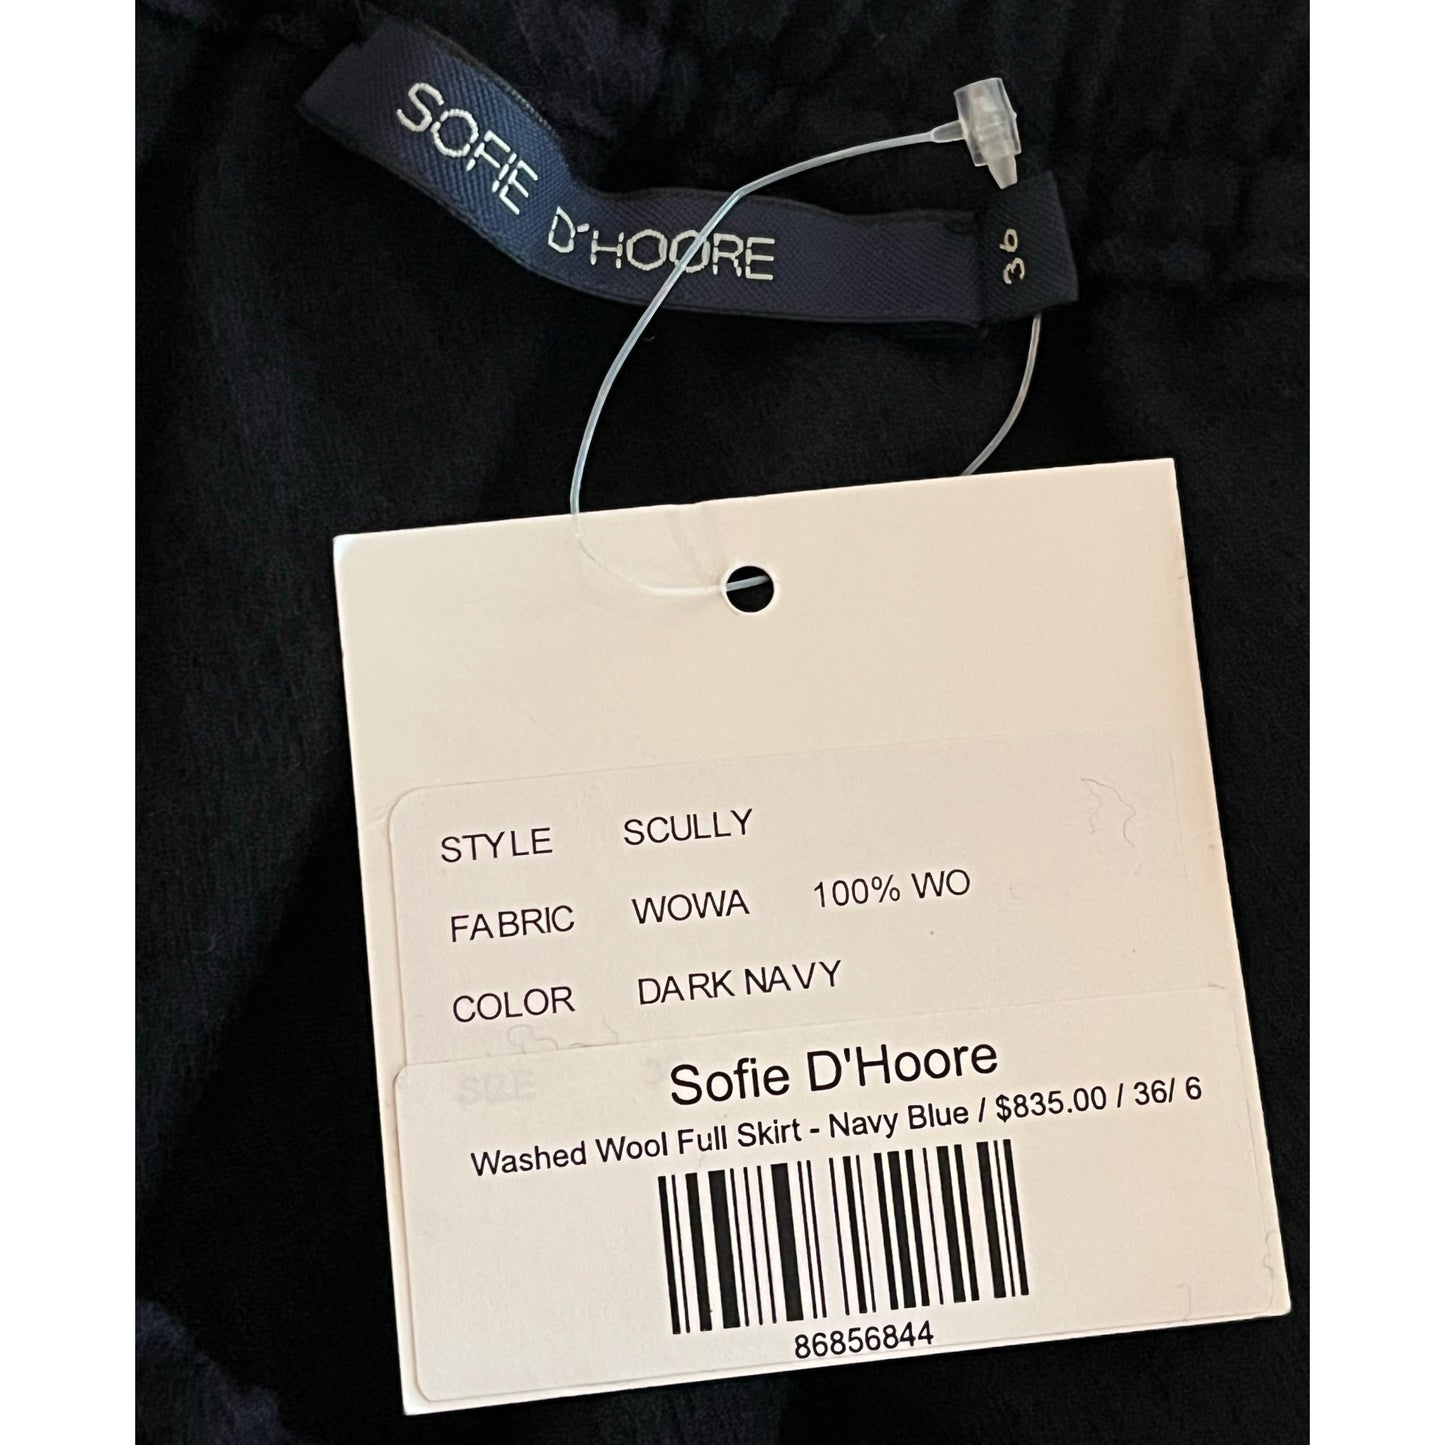 SOFIE D'HOORE
36
STYLE SCULLY
FABRIC WOWA 100% WO
COLOR DARK NAVY
Sofie D'Hoore
Washed Wool Full Skirt - Navy Blue / $835.00 / 36/ 6
86856844